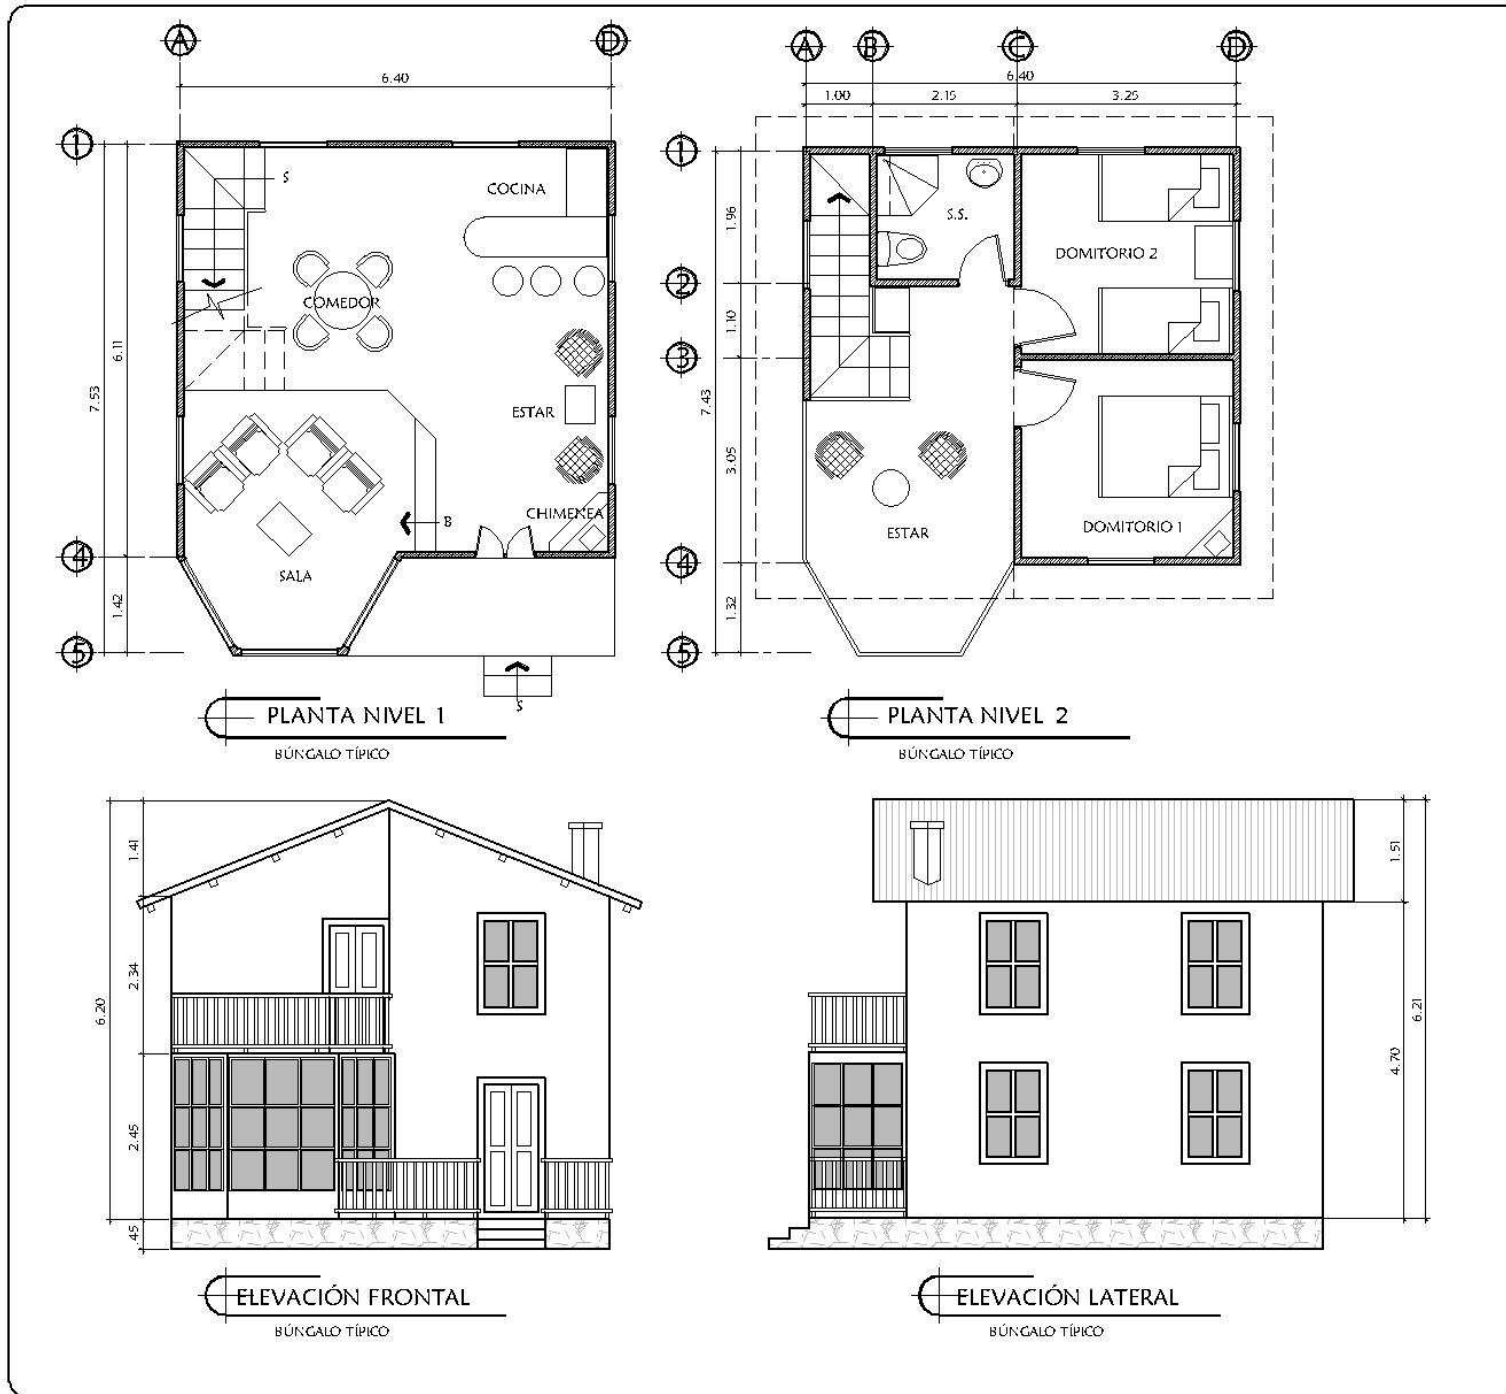 A
D
6.40
1
S
COCINA
COMEDOR
6.11
7.53
ESTAR
CHIMENEA
B
4
SALA
1.42
5
S
PLANTA NIVEL 1
BÚNGALO TÍPICO
A
B
C
D
6.40
1.00
2.15
3.25
1
1.96
S.S.
DOMITORIO 2
2
1.10
3
7.43
3.05
ESTAR
DOMITORIO 1
4
1.32
5
PLANTA NIVEL 2
BÚNGALO TÍPICO
1.41
2.34
6.20
2.45
.45
ELEVACIÓN FRONTAL
BÚNGALO TÍPICO
1.51
6.21
4.70
ELEVACIÓN LATERAL
BÚNGALO TÍPICO